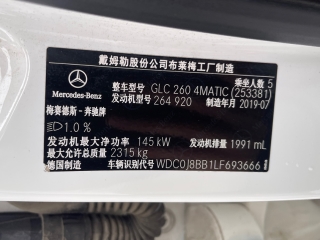 戴姆勒股份公司布莱梅工厂制造
乘坐人数 5
整车型号 GLC 260 4MATIC (253381)
Mercedes-Benz
发动机型号 264 920 制造年月 2019-07
梅赛德斯-奔驰牌
1.0 %
发动机最大净功率 145 kW 发动机排量 1991 mL
最大允许总质量 2315 kg
德国制造 车辆识别代号 WDC0J8BB1LF693666